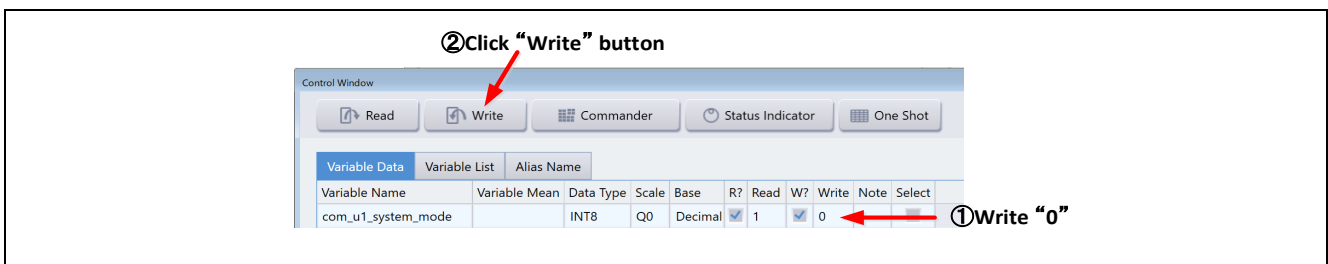 ②Click “Write” button
Control Window
Read Write Commander Status Indicator One Shot
Variable Data Variable List Alias Name
Variable Name Variable Mean Data Type Scale Base R? Read W? Write Note Select
com_u1_system_mode INT8 Q0 Decimal 1 0
①Write “0”